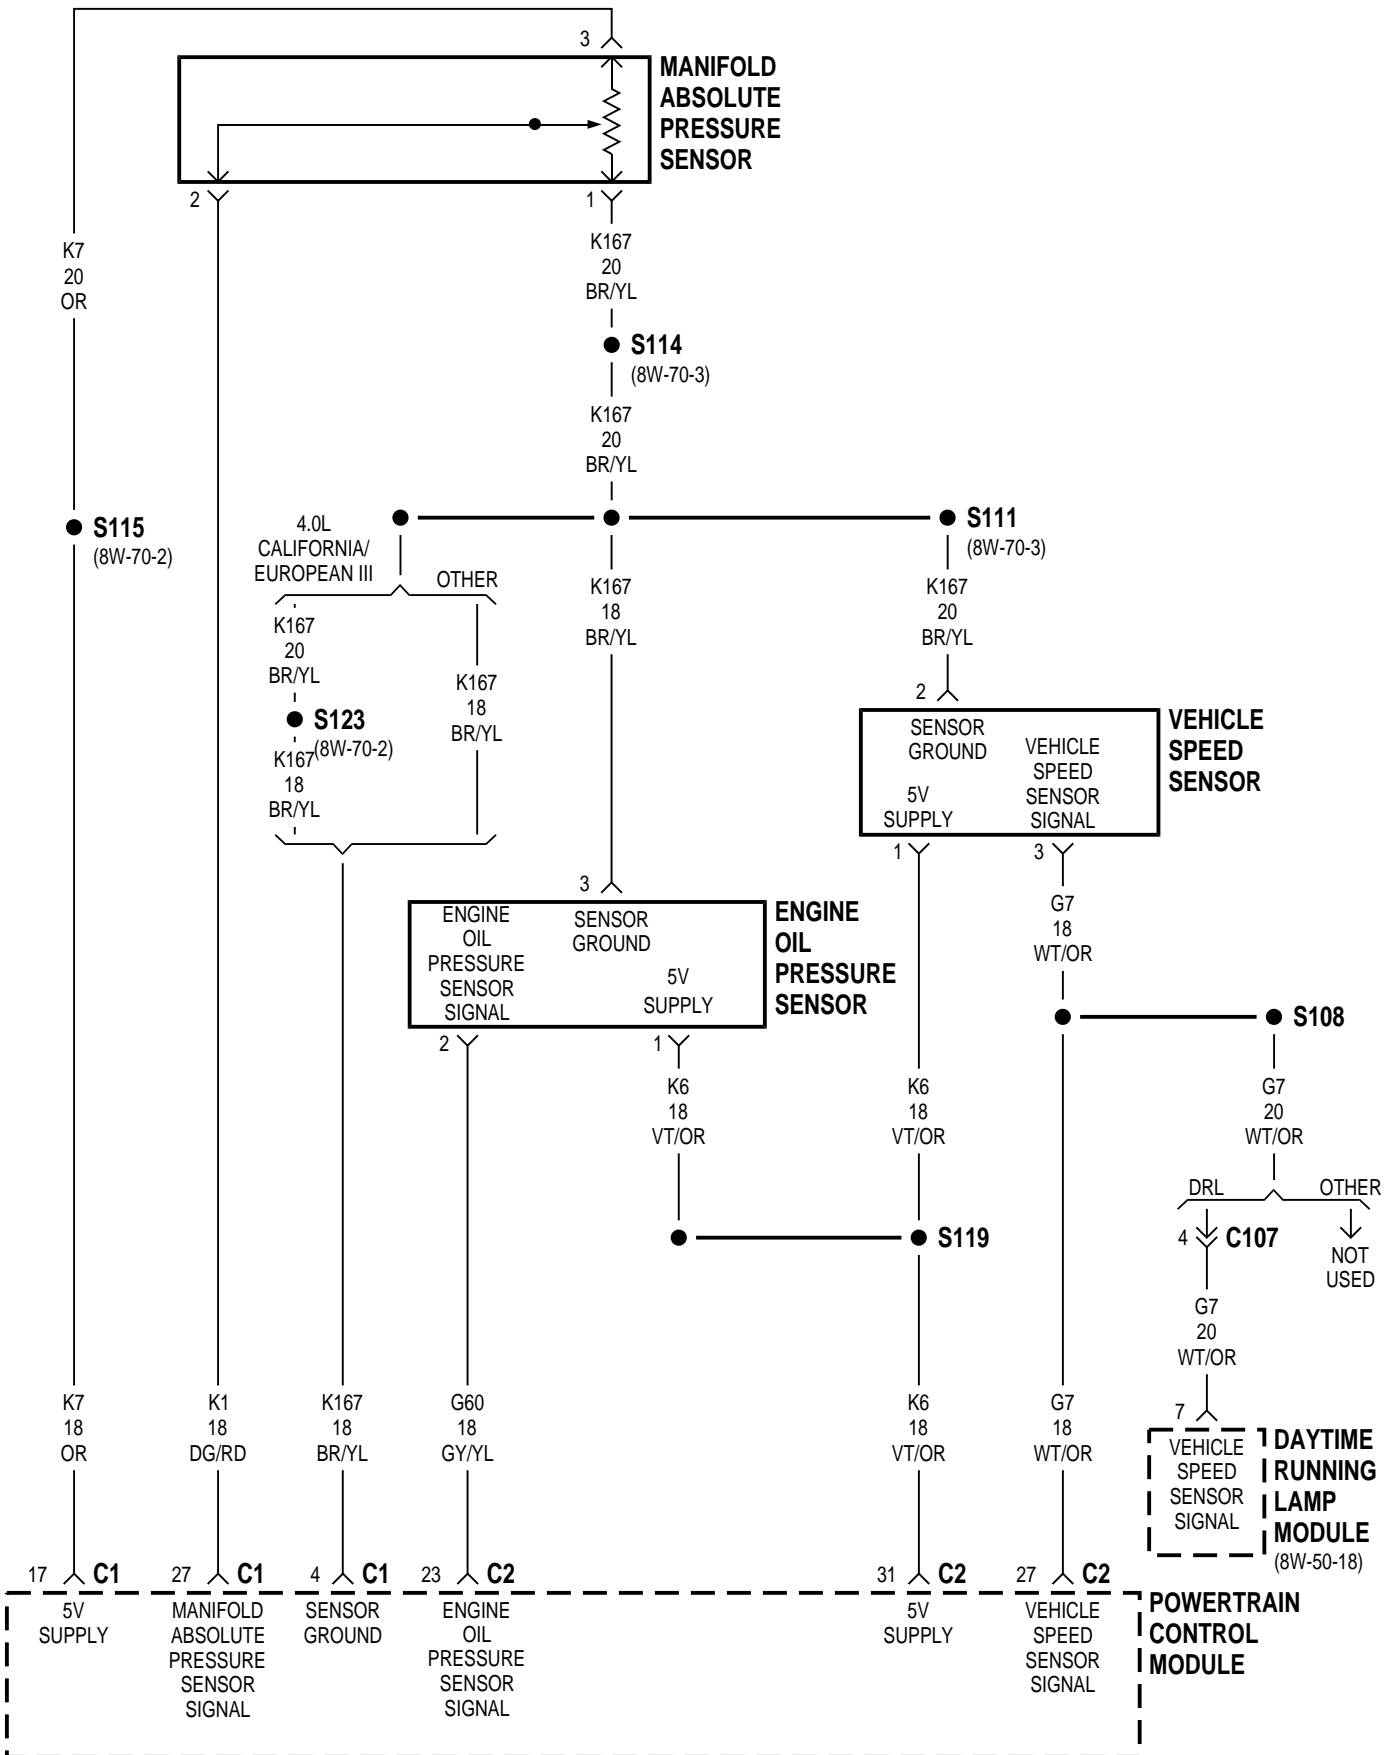 3
MANIFOLD
ABSOLUTE
PRESSURE
SENSOR
2
1
K7
20
OR
K167
20
BR/YL
S114
(8W-70-3)
K167
20
BR/YL
S115
(8W-70-2)
4.0L
CALIFORNIA/
EUROPEAN III
OTHER
S111
(8W-70-3)
K167
20
BR/YL
S123
(8W-70-2)
K167
18
BR/YL
K167
18
BR/YL
K167
18
BR/YL
K167
20
BR/YL
2
SENSOR
GROUND
5V
SUPPLY
VEHICLE
SPEED
SENSOR
SIGNAL
VEHICLE
SPEED
SENSOR
1
3
G7
18
WT/OR
3
ENGINE
OIL
PRESSURE
SENSOR
SIGNAL
SENSOR
GROUND
5V
SUPPLY
ENGINE
OIL
PRESSURE
SENSOR
2
1
K6
18
VT/OR
K6
18
VT/OR
S108
G7
20
WT/OR
DRL
OTHER
4
C107
NOT
USED
S119
G7
20
WT/OR
7
VEHICLE
SPEED
SENSOR
SIGNAL
DAYTIME
RUNNING
LAMP
MODULE
(8W-50-18)
K7
18
OR
K1
18
DG/RD
K167
18
BR/YL
G60
18
GY/YL
K6
18
VT/OR
G7
18
WT/OR
17 C1
27 C1
4 C1
23 C2
31 C2
27 C2
5V
SUPPLY
MANIFOLD
ABSOLUTE
PRESSURE
SENSOR
SIGNAL
SENSOR
GROUND
ENGINE
OIL
PRESSURE
SENSOR
SIGNAL
5V
SUPPLY
VEHICLE
SPEED
SENSOR
SIGNAL
POWERTRAIN
CONTROL
MODULE